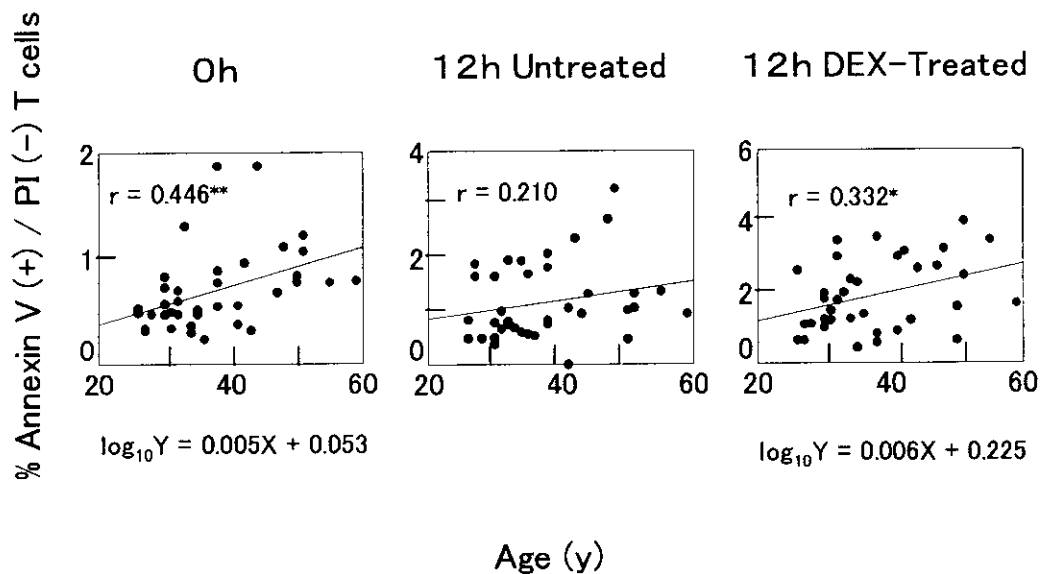 % Annexin V (+) / PI (-) T cells
0h
12h Untreated
12h DEX-Treated
2
1
0
r = 0.446**
20 40 60
4
2
0
r = 0.210
20 40 60
6
4
2
0
r = 0.332*
20 40 60
log₁₀Y = 0.005X + 0.053
log₁₀Y = 0.006X + 0.225
Age (y)